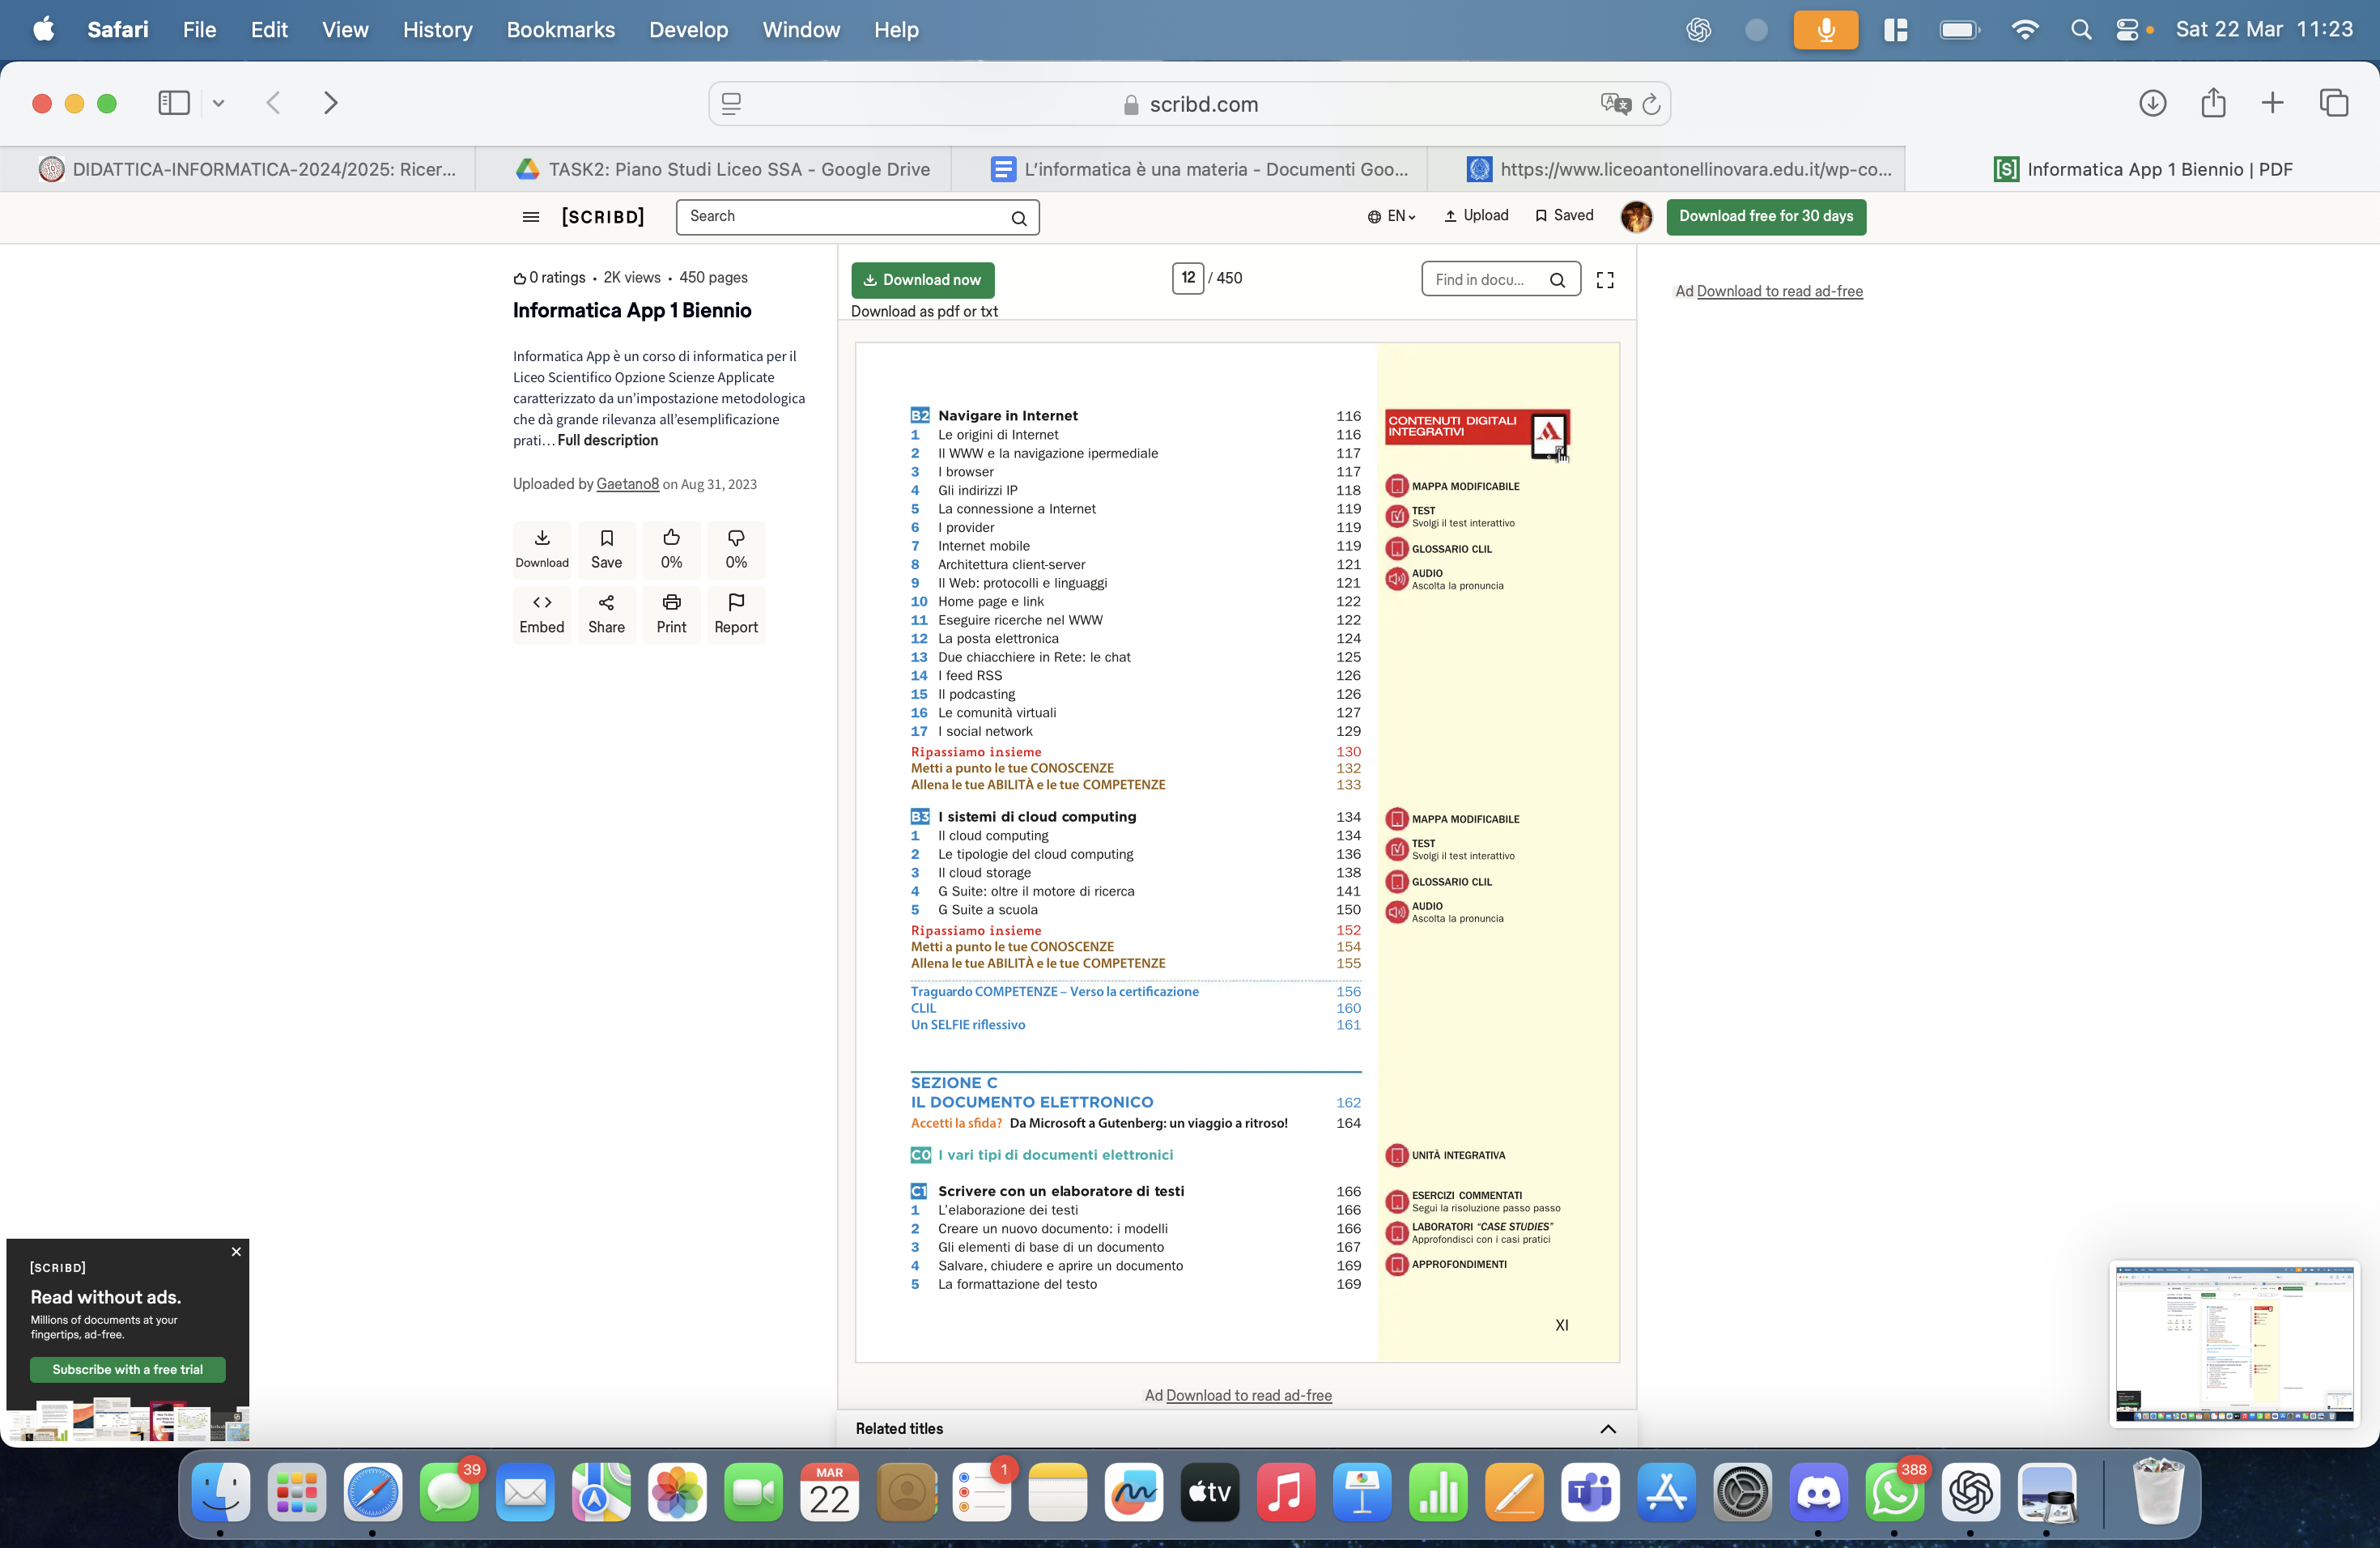 Safari File Edit View History Bookmarks Develop Window Help Sat 22 Mar 11:23
scribd.com
DIDATTICA-INFORMATICA-2024/2025: Ricer...
TASK2: Piano Studi Liceo SSA - Google Drive
L'informatica è una materia - Documenti Goo...
https://www.liceoantonellinovara.edu.it/wp-co...
[S] Informatica App 1 Biennio | PDF
[SCRIBD] Search EN Upload Saved Download free for 30 days
0 ratings • 2K views • 450 pages
Informatica App 1 Biennio
Informatica App è un corso di informatica per il
Liceo Scientifico Opzione Scienze Applicate
caratterizzato da un'impostazione metodologica
che dà grande rilevanza all'esemplificazione
prati... Full description
Uploaded by Gaetano8 on Aug 31, 2023
Download Save 0% 0%
Embed Share Print Report
Download now 12 / 450 Find in docu...
Download as pdf or txt
Ad Download to read ad-free
B2 Navigare in Internet 116
1 Le origini di Internet 116
2 Il WWW e la navigazione ipermediale 117
3 I browser 117
4 Gli indirizzi IP 118
5 La connessione a Internet 119
6 I provider 119
7 Internet mobile 119
8 Architettura client-server 121
9 Il Web: protocolli e linguaggi 121
10 Home page e link 122
11 Eseguire ricerche nel WWW 122
12 La posta elettronica 124
13 Due chiacchiere in Rete: le chat 125
14 I feed RSS 126
15 Il podcasting 126
16 Le comunità virtuali 127
17 I social network 129
Ripassiamo insieme 130
Metti a punto le tue CONOSCENZE 132
Allena le tue ABILITÀ e le tue COMPETENZE 133
B3 I sistemi di cloud computing 134
1 Il cloud computing 134
2 Le tipologie del cloud computing 136
3 Il cloud storage 138
4 G Suite: oltre il motore di ricerca 141
5 G Suite a scuola 150
Ripassiamo insieme 152
Metti a punto le tue CONOSCENZE 154
Allena le tue ABILITÀ e le tue COMPETENZE 155
Traguardo COMPETENZE – Verso la certificazione 156
CLIL 160
Un SELFIE riflessivo 161
SEZIONE C
IL DOCUMENTO ELETTRONICO 162
Accetti la sfida? Da Microsoft a Gutenberg: un viaggio a ritroso! 164
C0 I vari tipi di documenti elettronici
C1 Scrivere con un elaboratore di testi 166
1 L'elaborazione dei testi 166
2 Creare un nuovo documento: i modelli 166
3 Gli elementi di base di un documento 167
4 Salvare, chiudere e aprire un documento 169
5 La formattazione del testo 169
CONTENUTI DIGITALI
INTEGRATIVI
MAPPA MODIFICABILE
TEST
Svolgi il test interattivo
GLOSSARIO CLIL
AUDIO
Ascolta la pronuncia
MAPPA MODIFICABILE
TEST
Svolgi il test interattivo
GLOSSARIO CLIL
AUDIO
Ascolta la pronuncia
UNITÀ INTEGRATIVA
ESERCIZI COMMENTATI
Segui la risoluzione passo passo
LABORATORI "CASE STUDIES"
Approfondisci con i casi pratici
APPROFONDIMENTI
XI
Ad Download to read ad-free
Related titles
[SCRIBD]
Read without ads.
Millions of documents at your
fingertips, ad-free.
Subscribe with a free trial
39
MAR
22
1
tv
388